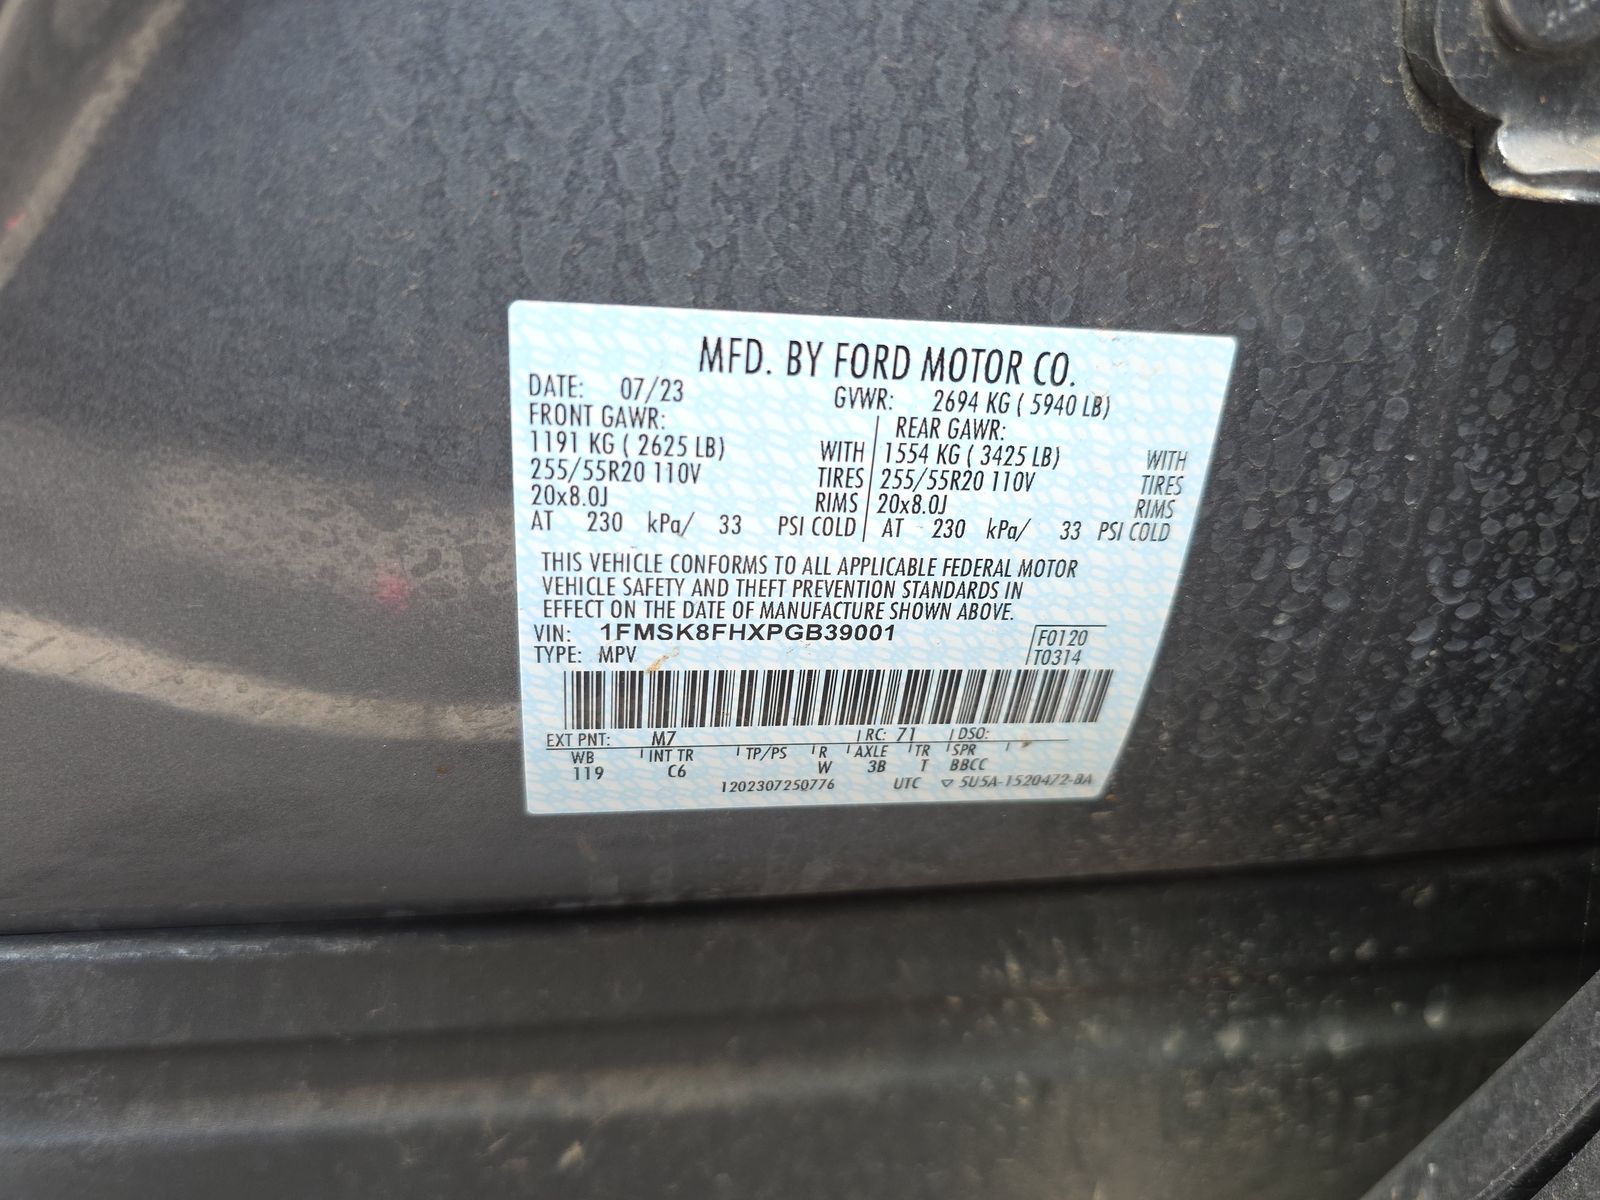 MFD. BY FORD MOTOR CO.
DATE: 07/23 GVWR: 2694 KG ( 5940 LB)
FRONT GAWR: REAR GAWR:
1191 KG ( 2625 LB) WITH 1554 KG ( 3425 LB) WITH
255/55R20 110V TIRES 255/55R20 110V TIRES
20x8.0J RIMS 20x8.0J RIMS
AT 230 kPa/ 33 PSI COLD AT 230 kPa/ 33 PSI COLD
THIS VEHICLE CONFORMS TO ALL APPLICABLE FEDERAL MOTOR
VEHICLE SAFETY AND THEFT PREVENTION STANDARDS IN
EFFECT ON THE DATE OF MANUFACTURE SHOWN ABOVE.
VIN: 1FMSK8FHXPGB39001 F0120
TYPE: MPV T0314
EXT PNT: M7 RC: 71 DSO:
WB INT TR TP/PS R AXLE TR SPR
119 C6 W 3B T BBCC
1202307250776 UTC ▽ 5U5A-1520472-BA